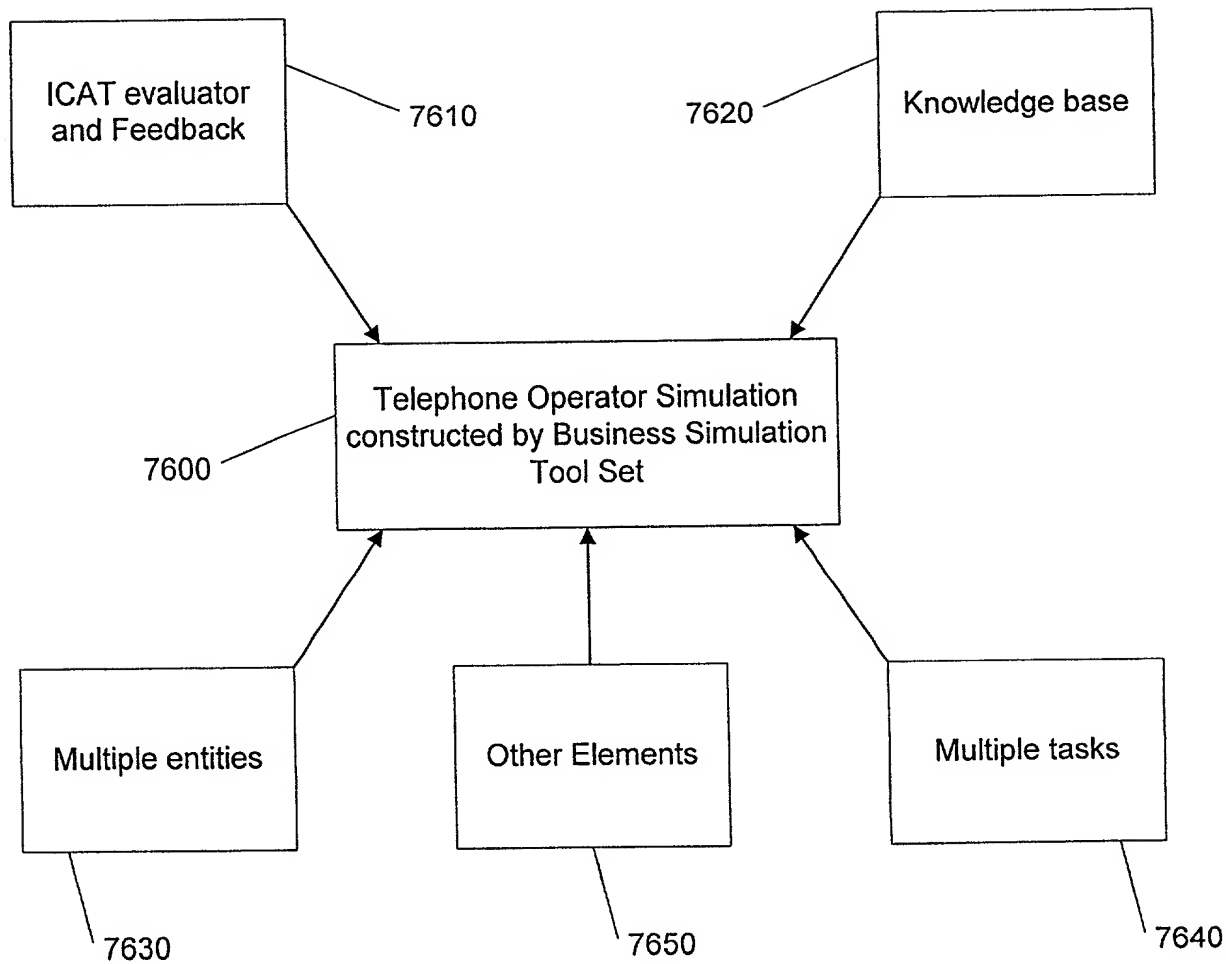 ICAT evaluator
and Feedback
7610
7620
Knowledge base
Telephone Operator Simulation
constructed by Business Simulation
Tool Set
7600
Multiple entities
Other Elements
Multiple tasks
7630
7650
7640